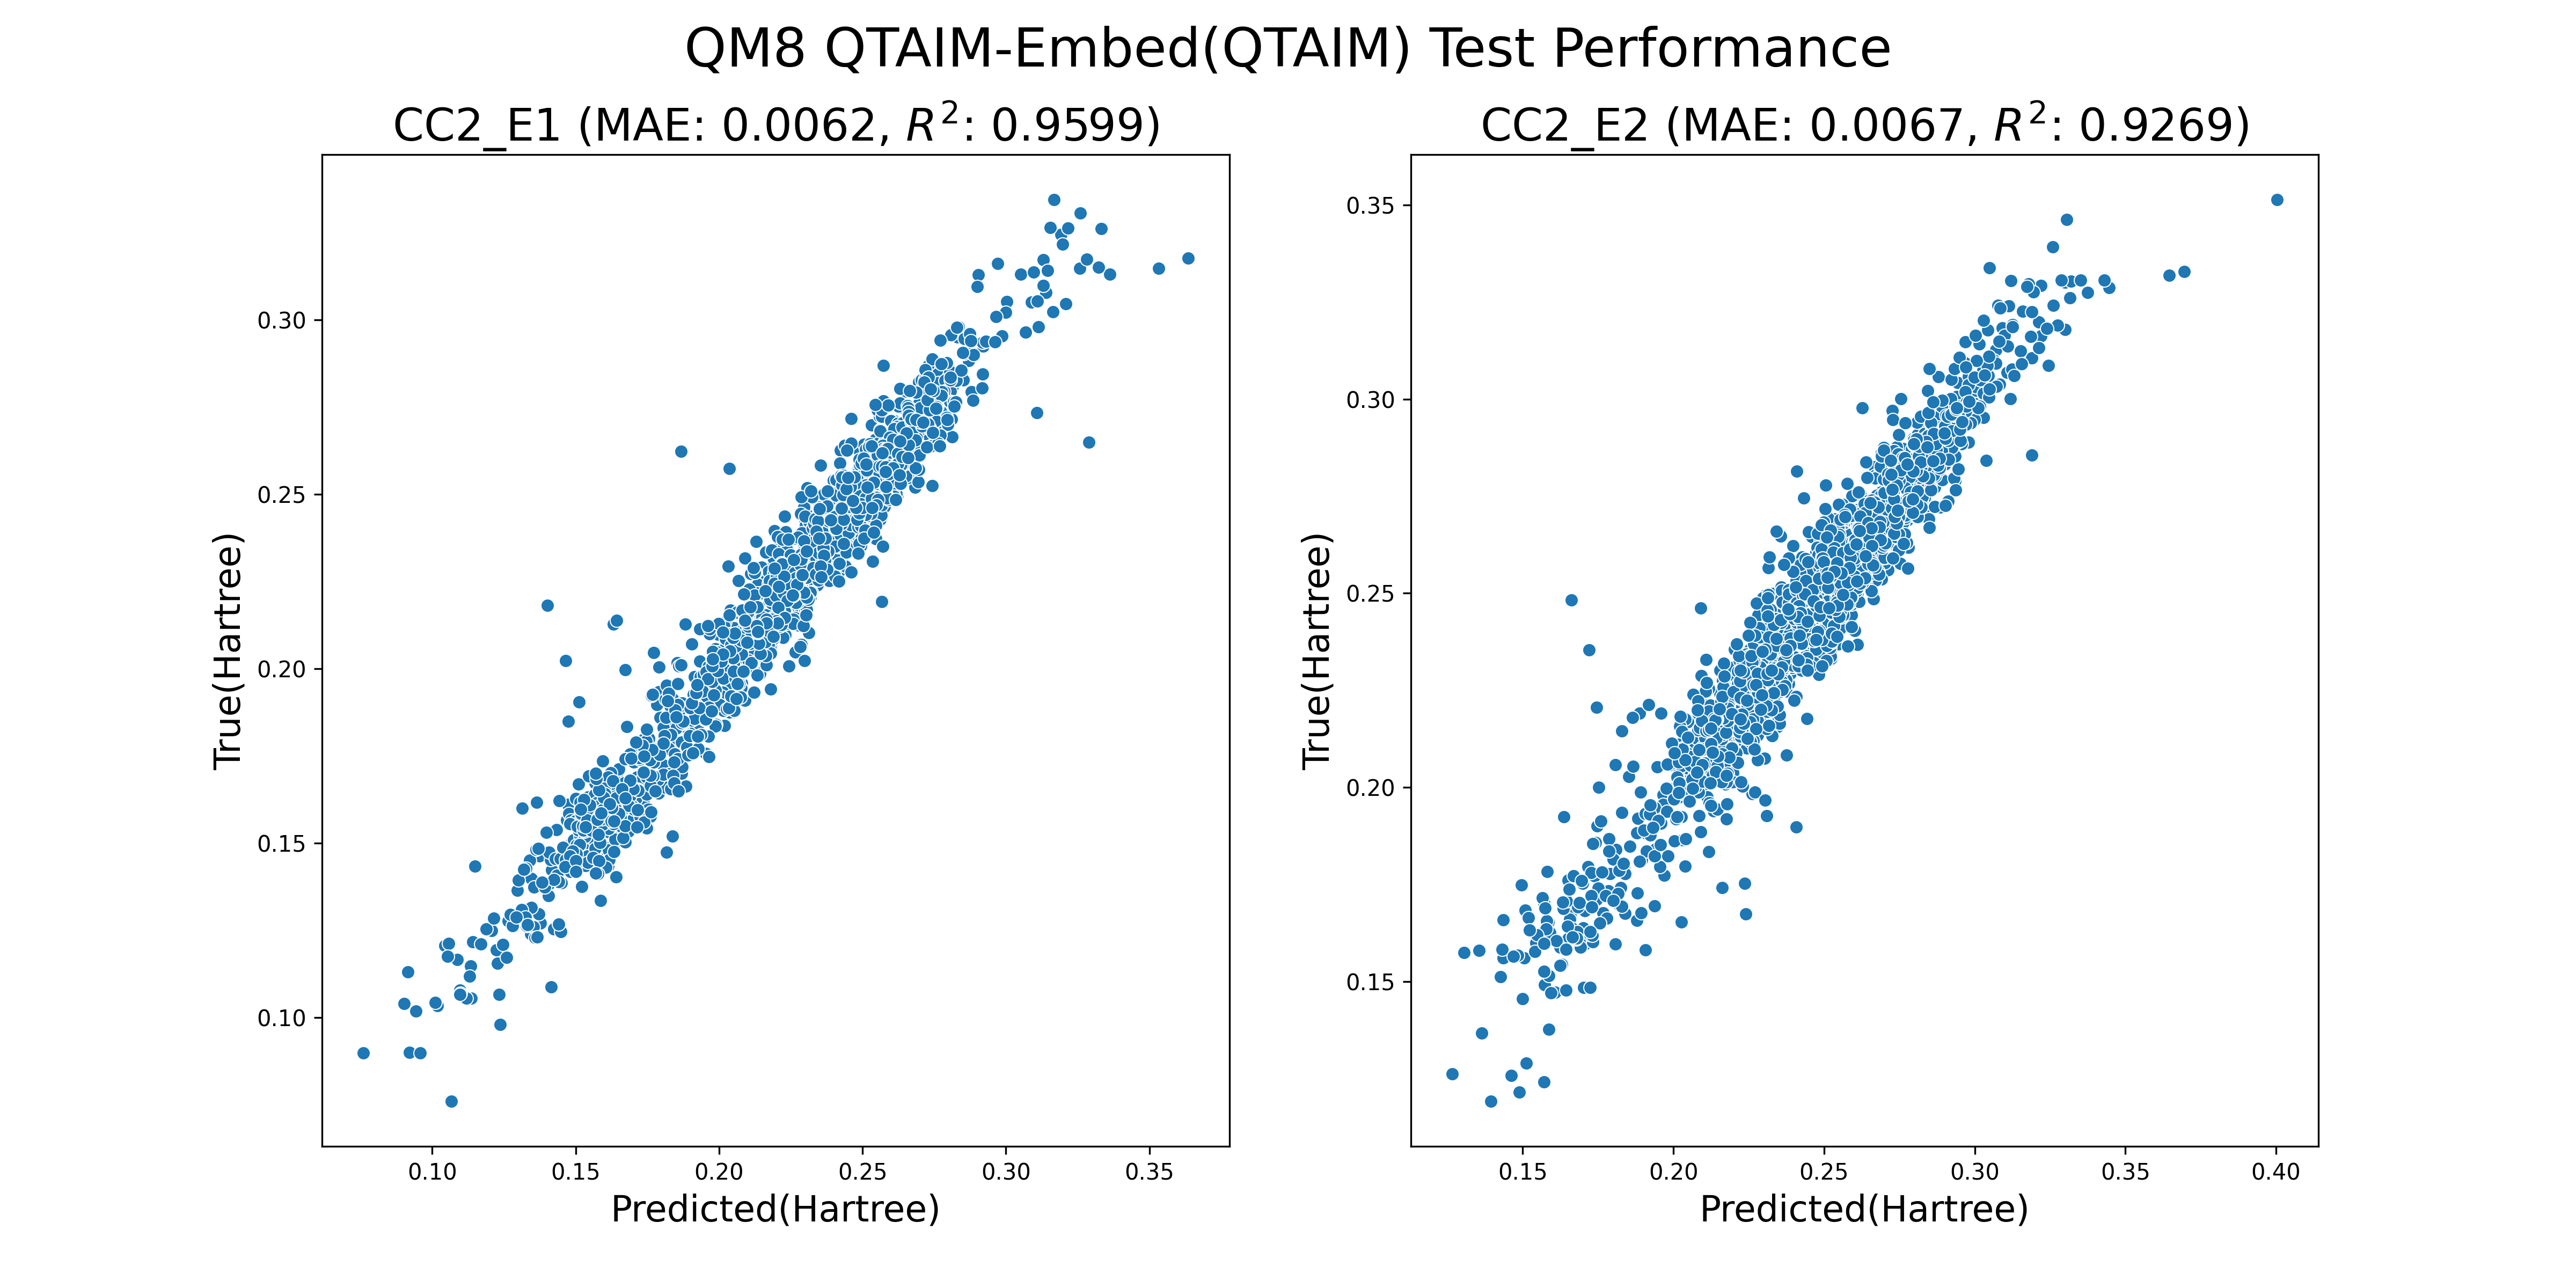 QM8 QTAIM-Embed(QTAIM) Test Performance
CC2_E1 (MAE: 0.0062, R²: 0.9599)
True(Hartree)
0.30
0.25
0.20
0.15
0.10
0.10 0.15 0.20 0.25 0.30 0.35
Predicted(Hartree)
CC2_E2 (MAE: 0.0067, R²: 0.9269)
True(Hartree)
0.35
0.30
0.25
0.20
0.15
0.15 0.20 0.25 0.30 0.35 0.40
Predicted(Hartree)